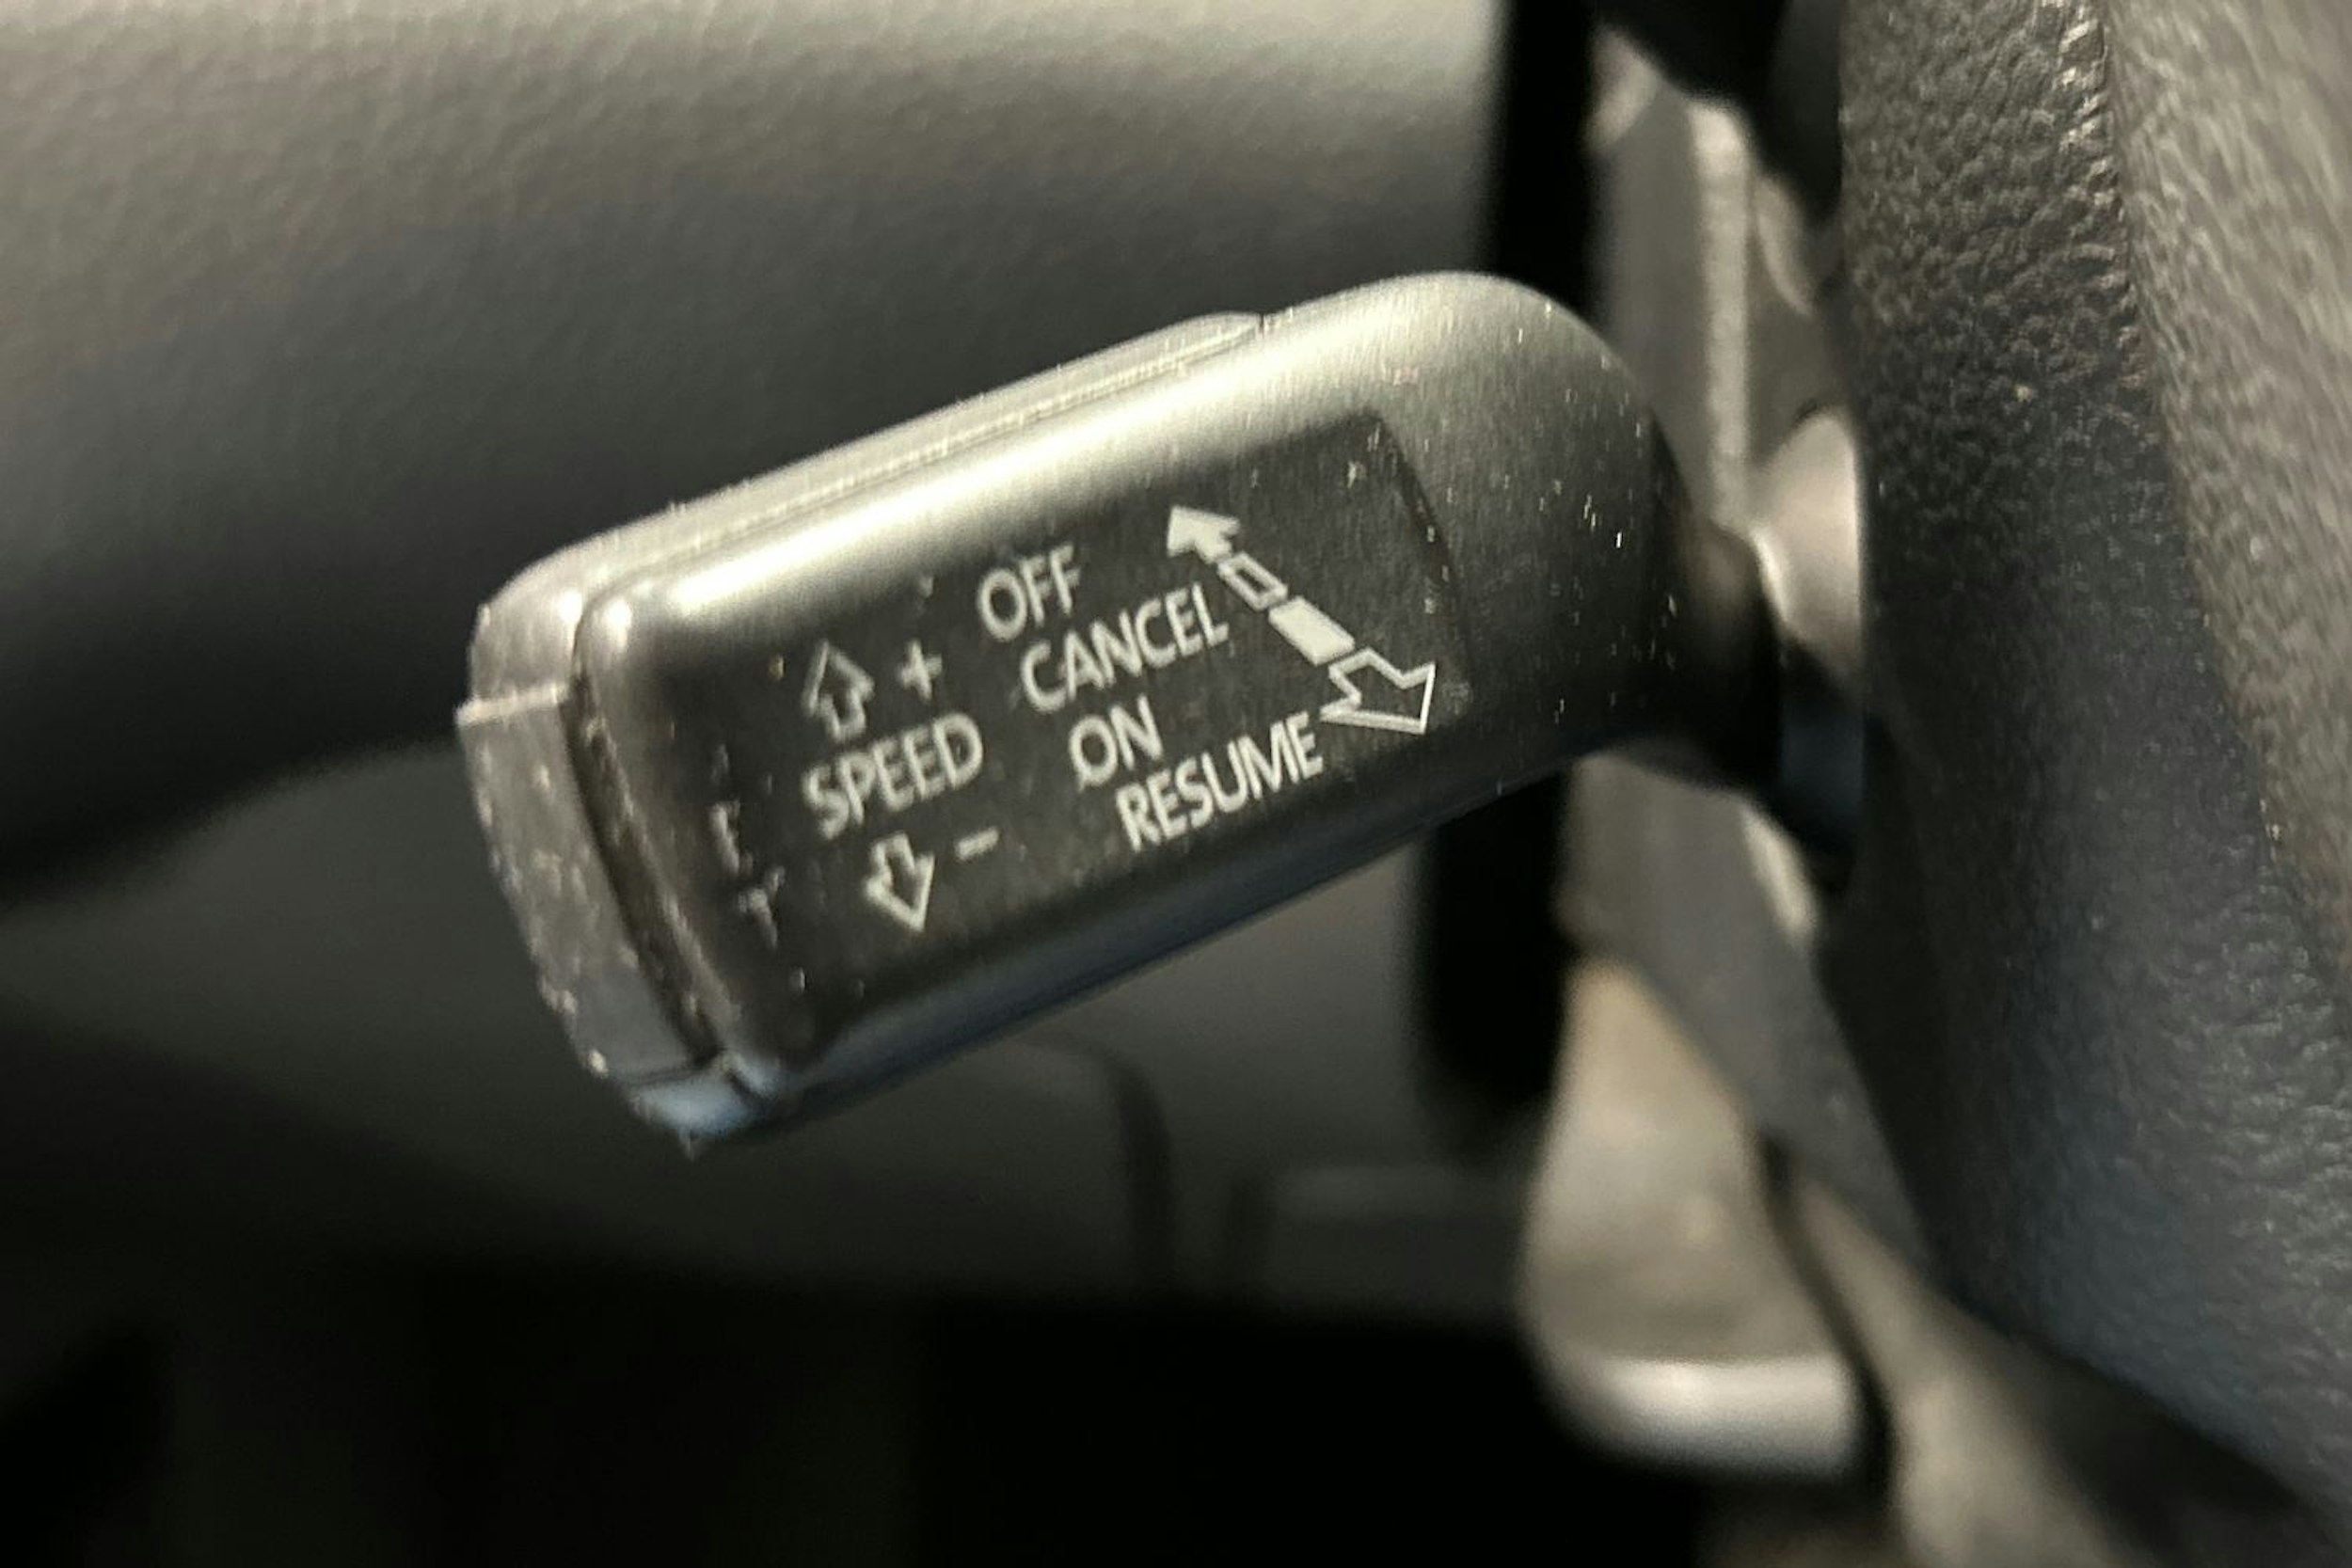 OFF
CANCEL
ON
RESUME
+
SPEED
-
E
T